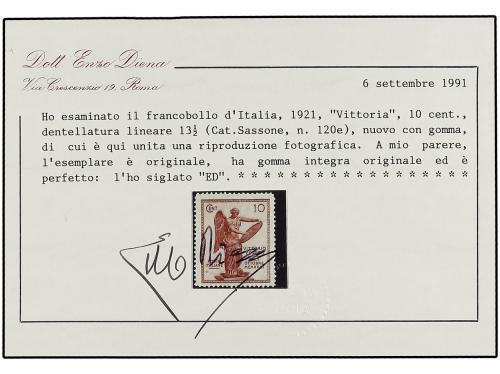 Dott. Enzo Diena
Via Crescenzio 19, Roma
6 settembre 1991
Ho esaminato il francobollo d'Italia, 1921, "Vittoria", 10 cent.,
dentellatura lineare 13½ (Cat.Sassone, n. 120e), nuovo con gomma,
di cui è qui unita una riproduzione fotografica. A mio parere,
l'esemplare è originale, ha gomma integra originale ed è
perfetto: l'ho siglato "ED". * * * * * * * * * * * * * * * * * *
CENT 10
VITTORIO